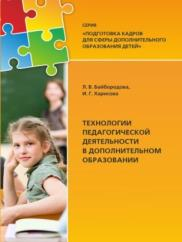 СЕРИЯ
«ПОДГОТОВКА КАДРОВ
ДЛЯ СФЕРЫ ДОПОЛНИТЕЛЬНОГО
ОБРАЗОВАНИЯ ДЕТЕЙ»
Л. В. Байбородова,
И. Г. Харисова
ТЕХНОЛОГИИ
ПЕДАГОГИЧЕСКОЙ
ДЕЯТЕЛЬНОСТИ
В ДОПОЛНИТЕЛЬНОМ
ОБРАЗОВАНИИ